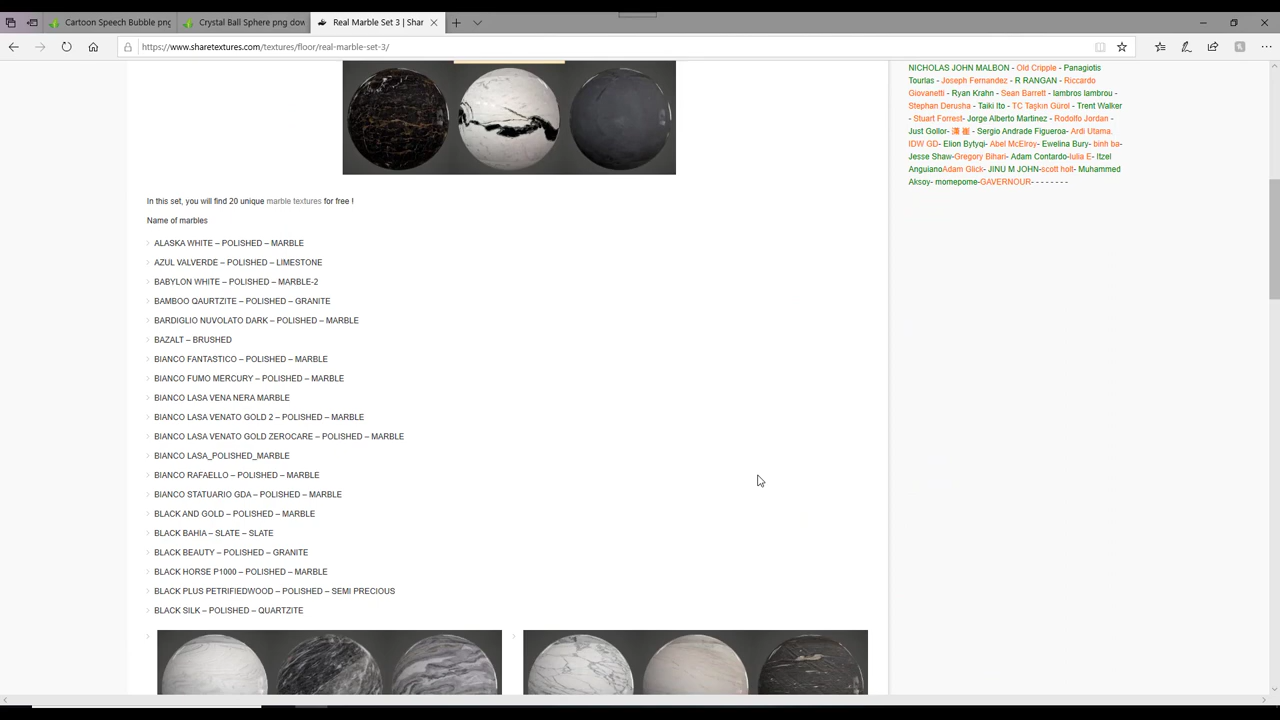 Cartoon Speech Bubble png
Crystal Ball Sphere png dow
Real Marble Set 3 | Shar
https://www.sharetextures.com/textures/floor/real-marble-set-3/
In this set, you will find 20 unique marble textures for free !
Name of marbles
ALASKA WHITE – POLISHED – MARBLE
AZUL VALVERDE – POLISHED – LIMESTONE
BABYLON WHITE – POLISHED – MARBLE-2
BAMBOO QAURTZITE – POLISHED – GRANITE
BARDIGLIO NUVOLATO DARK – POLISHED – MARBLE
BAZALT – BRUSHED
BIANCO FANTASTICO – POLISHED – MARBLE
BIANCO FUMO MERCURY – POLISHED – MARBLE
BIANCO LASA VENA NERA MARBLE
BIANCO LASA VENATO GOLD 2 – POLISHED – MARBLE
BIANCO LASA VENATO GOLD ZEROCARE – POLISHED – MARBLE
BIANCO LASA_POLISHED_MARBLE
BIANCO RAFAELLO – POLISHED – MARBLE
BIANCO STATUARIO GDA – POLISHED – MARBLE
BLACK AND GOLD – POLISHED – MARBLE
BLACK BAHIA – SLATE – SLATE
BLACK BEAUTY – POLISHED – GRANITE
BLACK HORSE P1000 – POLISHED – MARBLE
BLACK PLUS PETRIFIEDWOOD – POLISHED – SEMI PRECIOUS
BLACK SILK – POLISHED – QUARTZITE
NICHOLAS JOHN MALBON - Old Cripple - Panagiotis
Tourlas - Joseph Fernandez - R RANGAN - Riccardo
Giovanetti - Ryan Krahn - Sean Barrett - lambros lambrou -
Stephan Derusha - Taiki Ito - TC Taşkın Gürol - Trent Walker
- Stuart Forrest- Jorge Alberto Martinez - Rodolfo Jordan -
Just Gollor- 漢 崔 - Sergio Andrade Figueroa- Ardi Utama.
IDW GD- Elion Bytyqi- Abel McElroy- Ewelina Bury- binh ba-
Jesse Shaw-Gregory Bihari- Adam Contardo-Iulia E- Itzel
AnguianoAdam Glick- JINU M JOHN-scott holt- Muhammed
Aksoy- momepome-GAVERNOUR- - - - - - - -